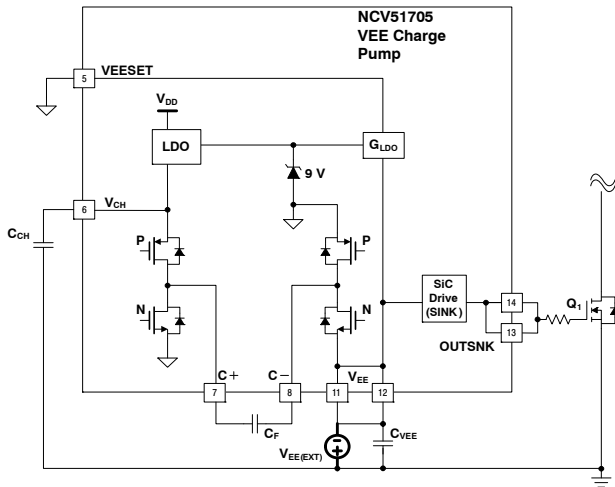 NCV51705
VEE Charge
Pump
5
VEESET
VDD
LDO
GLDO
9 V
6
VCH
CCH
P
P
N
N
SiC
Drive
(SINK)
14
13
Q1
OUTSNK
C+
C−
VEE
7
8
11
12
CF
CVEE
VEE(EXT)